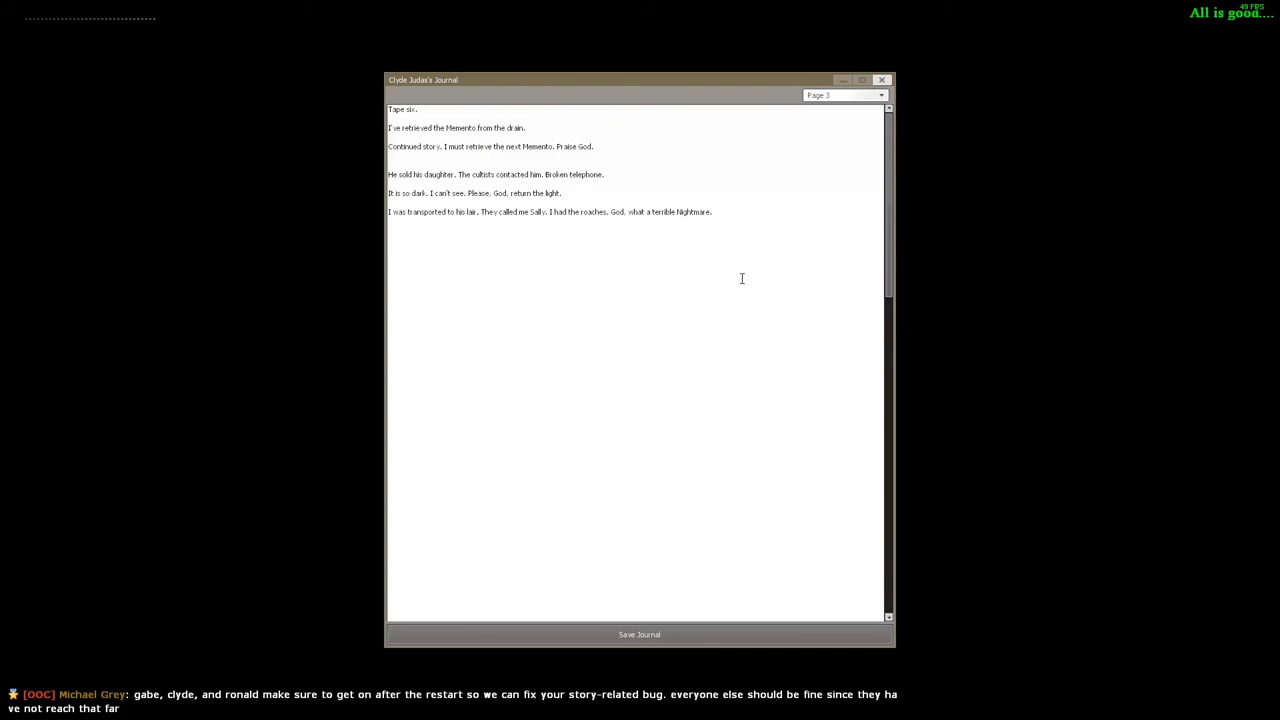 49 FPS
All is good....
Clyde Judas's Journal
Page 3
Tape six.
I've retrieved the Memento from the drain.
Continued story. I must retrieve the next Memento. Praise God.
He sold his daughter. The cultists contacted him. Broken telephone.
It is so dark. I can't see. Please, God, return the light.
I was transported to his lair. They called me Sally. I had the roaches. God, what a terrible Nightmare.
Save Journal
[OOC] Michael Grey: gabe, clyde, and ronald make sure to get on after the restart so we can fix your story-related bug. everyone else should be fine since they ha
ve not reach that far